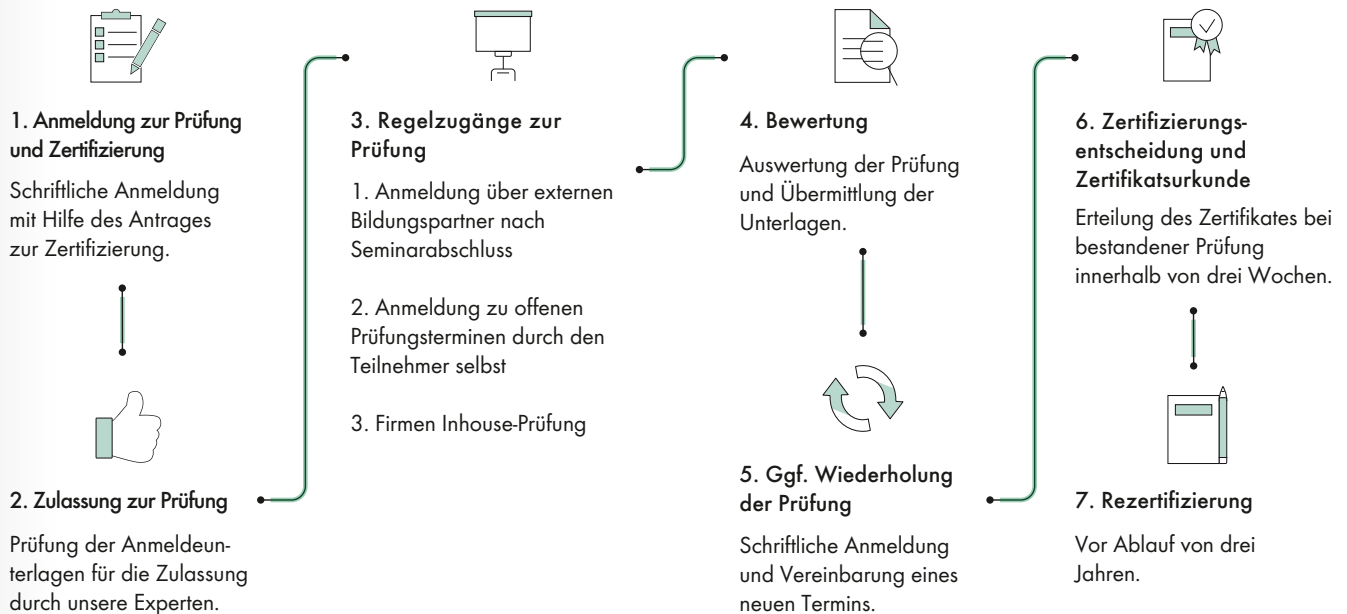 1. Anmeldung zur Prüfung
und Zertifizierung
Schriftliche Anmeldung
mit Hilfe des Antrages
zur Zertifizierung.
2. Zulassung zur Prüfung
Prüfung der Anmeldeun-
terlagen für die Zulassung
durch unsere Experten.
3. Regelzugänge zur
Prüfung
1. Anmeldung über externen
Bildungspartner nach
Seminarabschluss
2. Anmeldung zu offenen
Prüfungsterminen durch den
Teilnehmer selbst
3. Firmen Inhouse-Prüfung
4. Bewertung
Auswertung der Prüfung
und Übermittlung der
Unterlagen.
5. Ggf. Wiederholung
der Prüfung
Schriftliche Anmeldung
und Vereinbarung eines
neuen Termins.
6. Zertifizierungs-
entscheidung und
Zertifikatsurkunde
Erteilung des Zertifikates bei
bestandener Prüfung
innerhalb von drei Wochen.
7. Rezertifizierung
Vor Ablauf von drei
Jahren.